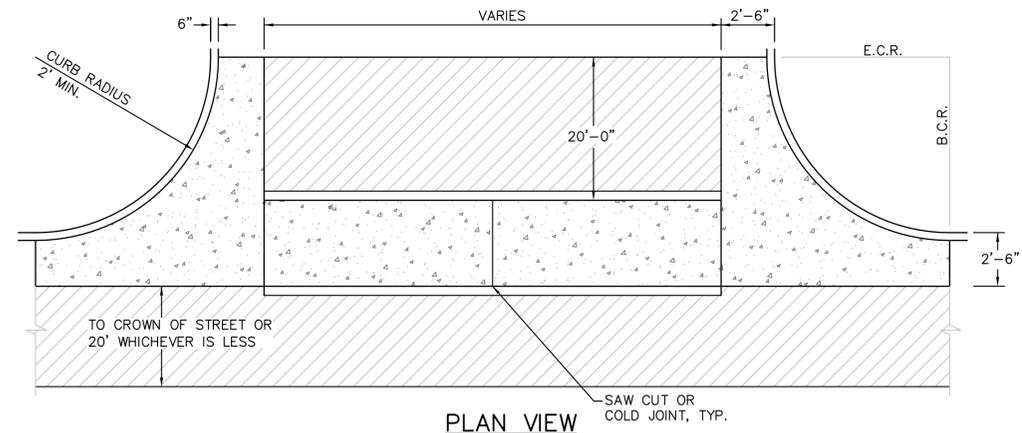 6”
VARIES
2’-6”
E.C.R.
CURB RADIUS
2’ MIN.
B.C.R.
20’-0”
2’-6”
TO CROWN OF STREET OR
20’ WHICHEVER IS LESS
SAW CUT OR
COLD JOINT, TYP.
PLAN VIEW